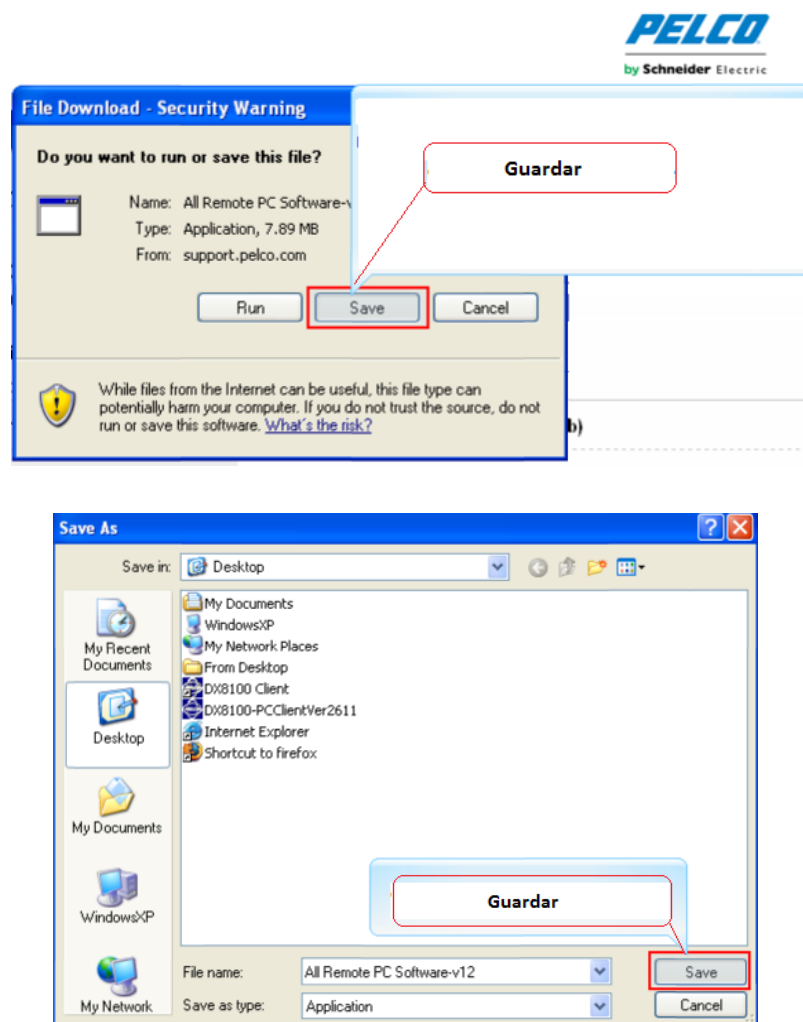 PELCO
by Schneider Electric
File Download - Security Warning
Do you want to run or save this file?
Name: All Remote PC Software-v
Type: Application, 7.89 MB
From: support.pelco.com
Guardar
Run
Save
Cancel
While files from the Internet can be useful, this file type can
potentially harm your computer. If you do not trust the source, do not
run or save this software. What's the risk?
b)
Save As
Save in: Desktop
My Recent
Documents
Desktop
My Documents
WindowsXP
My Network
My Documents
WindowsXP
My Network Places
From Desktop
DX8100 Client
DX8100-PCClientVer2611
Internet Explorer
Shortcut to firefox
Guardar
File name: All Remote PC Software-v12
Save
Save as type: Application
Cancel